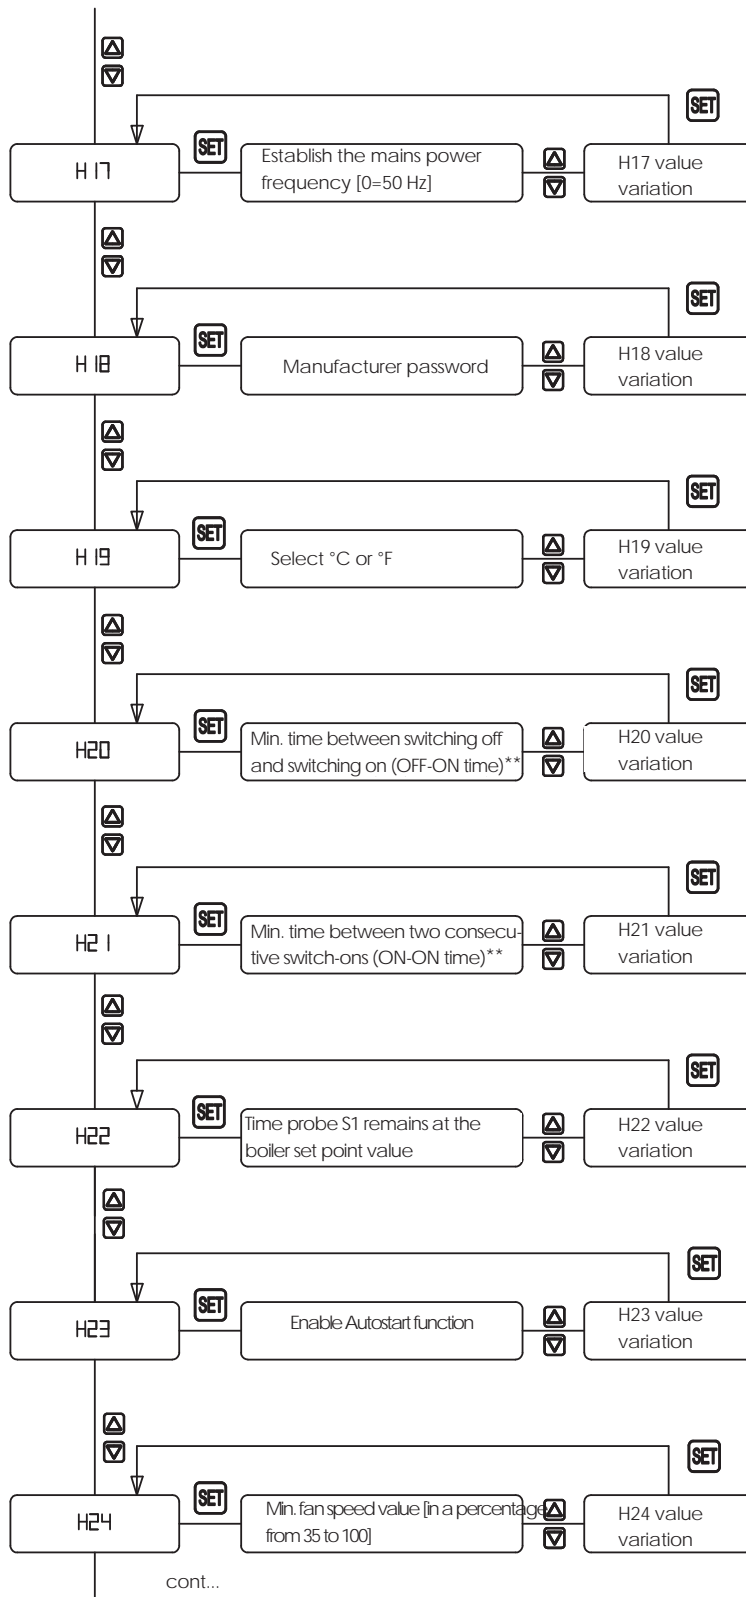 SET
H17
SET
Establish the mains power
frequency [0=50 Hz]
H17 value
variation
SET
H18
SET
Manufacturer password
H18 value
variation
SET
H19
SET
Select °C or °F
H19 value
variation
SET
H20
SET
Min. time between switching off
and switching on (OFF-ON time)**
H20 value
variation
SET
H21
SET
Min. time between two consecu-
tive switch-ons (ON-ON time)**
H21 value
variation
SET
H22
SET
Time probe S1 remains at the
boiler set point value
H22 value
variation
SET
H23
SET
Enable Autostart function
H23 value
variation
SET
H24
SET
Min. fan speed value [in a percentage
from 35 to 100]
H24 value
variation
cont...